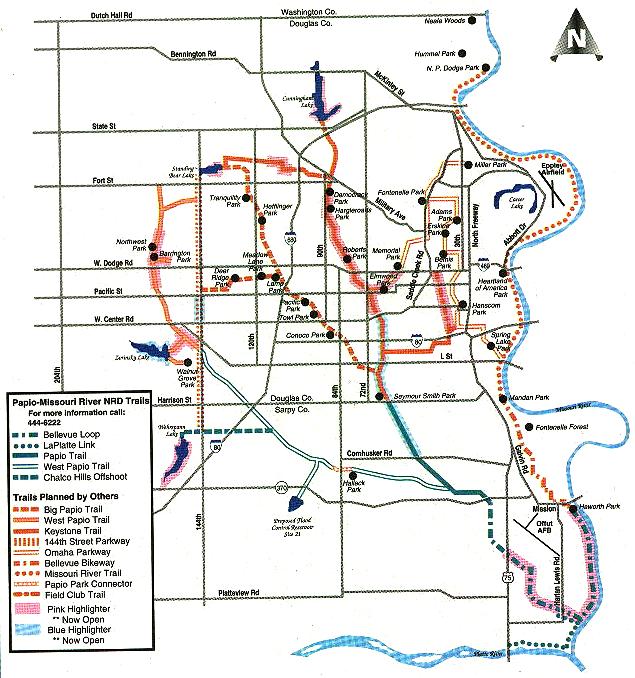 Dutch Hall Rd
Washington Co.
Douglas Co.
Neale Woods
N
Bennington Rd
Hummel Park
N. P. Dodge Park
McKinley St
Cunningham
Lake
State St
Standing
Bear Lake
Miller Park
Eppley
Airfield
Fort St
Tranquility
Park
Democracy
Park
Hargleroads
Park
Fontenelle Park
Carter
Lake
Military Ave
Heflinger
Park
Adams
Park
Erskine
Park
30th
North Freeway
Abbott Dr
Northwest
Park
Barrington
Park
680
90th
Roberts
Park
Memorial
Park
Saddle Creek Rd
Bemis
Park
480
W. Dodge Rd
Meadow
Lane Park
Deer
Ridge
Park
Lamp
Park
Elmwood
Park
Heartland
of America
Park
Pacific St
Pacific
Park
Towl Park
Hanscom
Park
W. Center Rd
Conoco Park
80
Spring
Lake
Park
Zorinsky Lake
120th
L St
Walnut
Grove
Park
204th
84th
72nd
Harrison St
Douglas Co.
Sarpy Co.
Seymour Smith Park
Mandan Park
Missouri River
Fontenelle Forest
Wehrspann
Lake
80
Cornhusker Rd
Galvin Rd
370
Halleck
Park
Proposed Flood
Control Reservoir
Site 21
Mission
Haworth Park
Offutt
AFB
144th
75
Harlan Lewis Rd
Platteview Rd
Platte River
Papio-Missouri River NRD Trails
For more information call:
444-6222
Bellevue Loop
LaPlatte Link
Papio Trail
West Papio Trail
Chalco Hills Offshoot
Trails Planned by Others
Big Papio Trail
West Papio Trail
Keystone Trail
144th Street Parkway
Omaha Parkway
Bellevue Bikeway
Missouri River Trail
Papio Park Connector
Field Club Trail
Pink Highlighter
** Now Open
Blue Highlighter
** Now Open